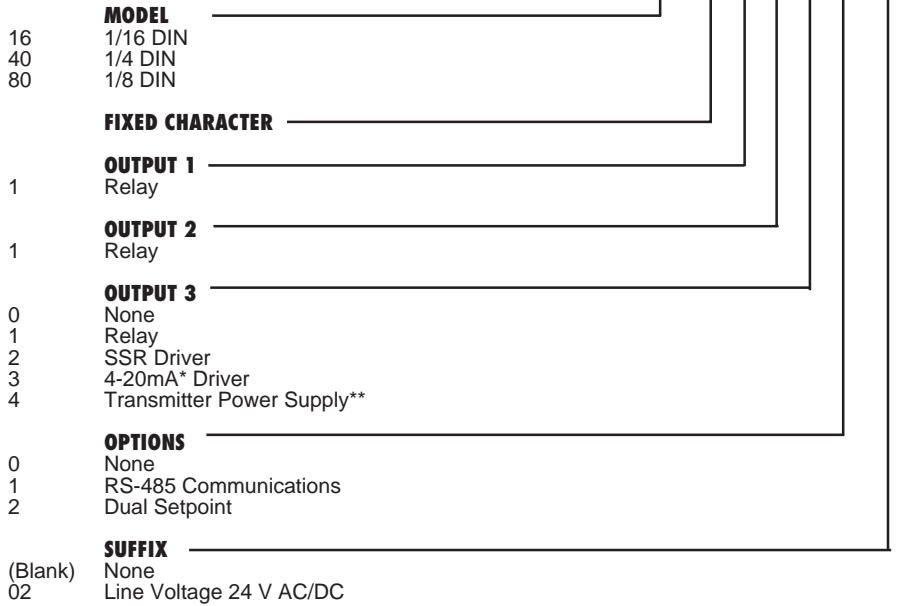 MODEL
16 1/16 DIN
40 1/4 DIN
80 1/8 DIN
FIXED CHARACTER
OUTPUT 1
1 Relay
OUTPUT 2
1 Relay
OUTPUT 3
0 None
1 Relay
2 SSR Driver
3 4-20mA* Driver
4 Transmitter Power Supply**
OPTIONS
0 None
1 RS-485 Communications
2 Dual Setpoint
SUFFIX
(Blank) None
02 Line Voltage 24 V AC/DC